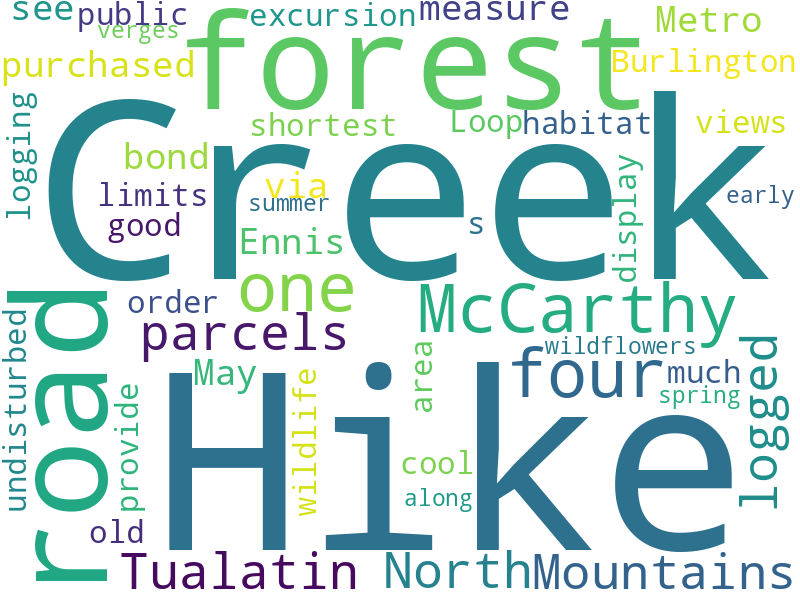 see
public
excursion
measure
verges
forest
Metro
purchased
Burlington
logging
shortest
Loop
habitat
views
Creek
bond
via
limits
summer
early
good
s
display
Ennis
one
order
McCarthy
road
parcels
undisturbed
wildflowers
four
much
logged
May
area
provide
wildlife
spring
Hike
cool
along
old
Tualatin
North
Mountains